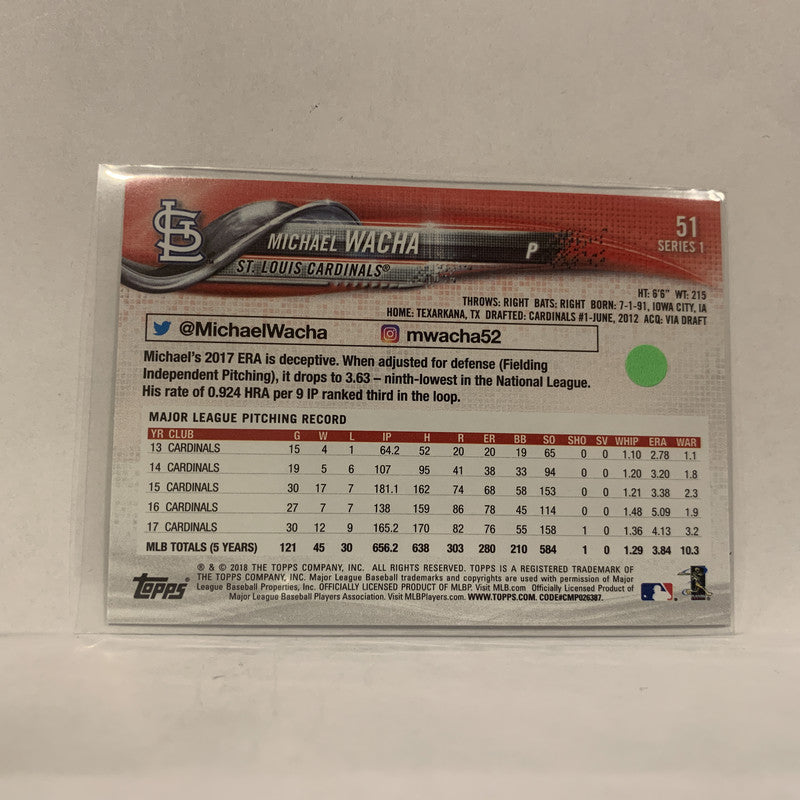 STL
MICHAEL WACHA
P
ST. LOUIS CARDINALS®
51
SERIES 1
HT: 6'6" WT: 215
THROWS: RIGHT BATS: RIGHT BORN: 7-1-91, IOWA CITY, IA
HOME: TEXARKANA, TX DRAFTED: CARDINALS #1-JUNE, 2012 ACQ: VIA DRAFT
@MichaelWacha mwacha52
Michael's 2017 ERA is deceptive. When adjusted for defense (Fielding
Independent Pitching), it drops to 3.63 – ninth-lowest in the National League.
His rate of 0.924 HRA per 9 IP ranked third in the loop.
MAJOR LEAGUE PITCHING RECORD
YR CLUB G W L IP H R ER BB SO SHO SV WHIP ERA WAR
13 CARDINALS 15 4 1 64.2 52 20 20 19 65 0 0 1.10 2.78 1.1
14 CARDINALS 19 5 6 107 95 41 38 33 94 0 0 1.20 3.20 1.8
15 CARDINALS 30 17 7 181.1 162 74 68 58 153 0 0 1.21 3.38 2.3
16 CARDINALS 27 7 7 138 159 86 78 45 114 0 0 1.48 5.09 1.9
17 CARDINALS 30 12 9 165.2 170 82 76 55 158 1 0 1.36 4.13 3.2
MLB TOTALS (5 YEARS) 121 45 30 656.2 638 303 280 210 584 1 0 1.29 3.84 10.3
TOPPS®
® & © 2018 THE TOPPS COMPANY, INC. ALL RIGHTS RESERVED. TOPPS IS A REGISTERED TRADEMARK OF
THE TOPPS COMPANY, INC. Major League Baseball trademarks and copyrights are used with permission of Major
League Baseball Properties, Inc. OFFICIALLY LICENSED PRODUCT OF MLBP. Visit MLB.com Officially Licensed Product of
Major League Baseball Players Association. Visit MLBPlayers.com. WWW.TOPPS.COM. CODE#CMP026387.